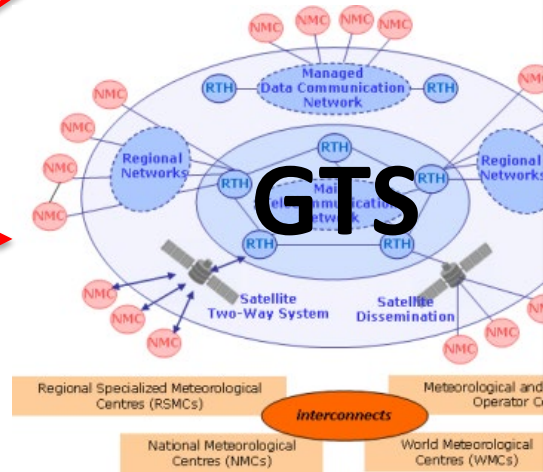 NMC
NMC
NMC
NMC
NMC
NMC
NMC
NMC
NMC
RTH
Managed
Data Communication
Network
RTH
Regional
Networks
RTH
RTH
RTH
Regional
Networks
GTS
RTH
RTH
Satellite
Two-Way System
Satellite
Dissemination
NMC
NMC
NMC
NMC
Regional Specialized Meteorological
Centres (RSMCs)
Meteorological and
Operator
interconnects
National Meteorological
Centres (NMCs)
World Meteorological
Centres (WMCs)